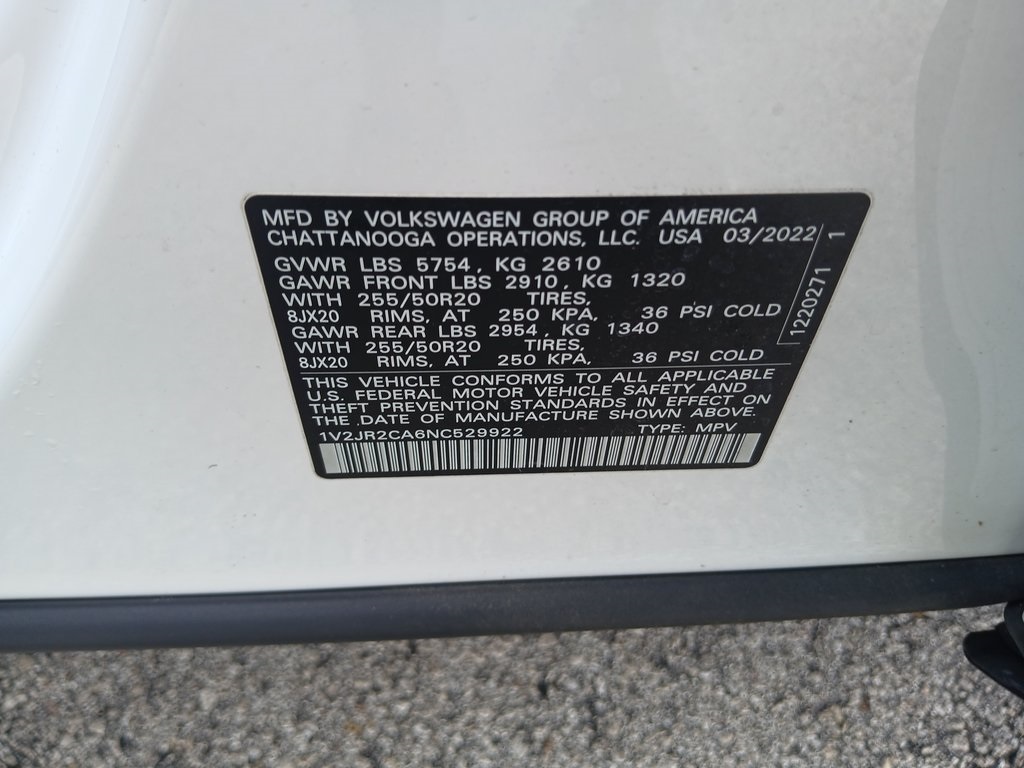 MFD BY VOLKSWAGEN GROUP OF AMERICA
CHATTANOOGA OPERATIONS, LLC. USA 03/2022
GVWR LBS 5754, KG 2610
GAWR FRONT LBS 2910, KG 1320
WITH 255/50R20 TIRES,
8JX20 RIMS, AT 250 KPA, 36 PSI COLD
GAWR REAR LBS 2954, KG 1340
WITH 255/50R20 TIRES,
8JX20 RIMS, AT 250 KPA, 36 PSI COLD
1220271 1
THIS VEHICLE CONFORMS TO ALL APPLICABLE
U.S. FEDERAL MOTOR VEHICLE SAFETY AND
THEFT PREVENTION STANDARDS IN EFFECT ON
THE DATE OF MANUFACTURE SHOWN ABOVE.
1V2JR2CA6NC529922 TYPE: MPV